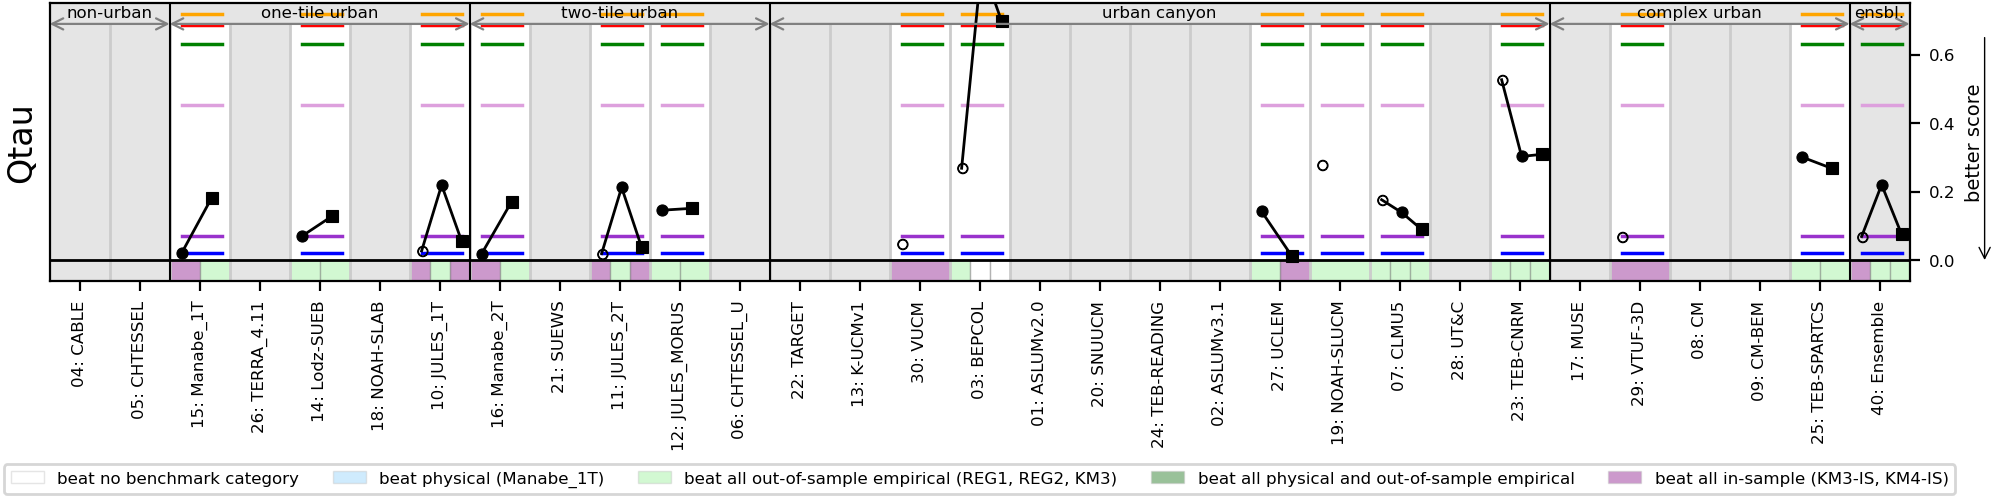 non-urban one-tile urban two-tile urban urban canyon complex urban ensbl.
Qtau
0.6
0.4
0.2
0.0
better score
04: CABLE
05: CHTESSEL
15: Manabe_1T
26: TERRA_4.11
14: Lodz-SUEB
18: NOAH-SLAB
10: JULES_1T
16: Manabe_2T
21: SUEWS
11: JULES_2T
12: JULES_MORUS
06: CHTESSEL_U
22: TARGET
13: K-UCMv1
30: VUCM
03: BEPCOL
01: ASLUMv2.0
20: SNUUCM
24: TEB-READING
02: ASLUMv3.1
27: UCLEM
19: NOAH-SLUCM
07: CLMU5
28: UT&C
23: TEB-CNRM
17: MUSE
29: VTUF-3D
08: CM
09: CM-BEM
25: TEB-SPARTCS
40: Ensemble
beat no benchmark category
beat physical (Manabe_1T)
beat all out-of-sample empirical (REG1, REG2, KM3)
beat all physical and out-of-sample empirical
beat all in-sample (KM3-IS, KM4-IS)